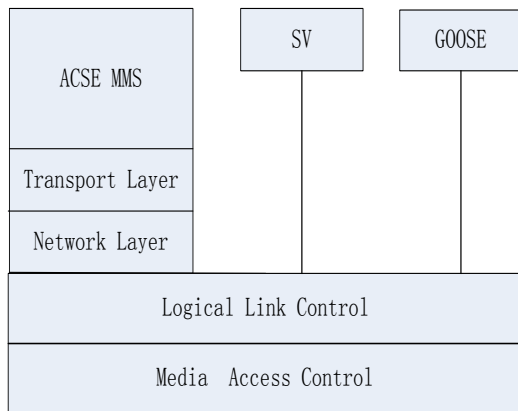 ACSE MMS
SV
GOOSE
Transport Layer
Network Layer
Logical Link Control
Media Access Control